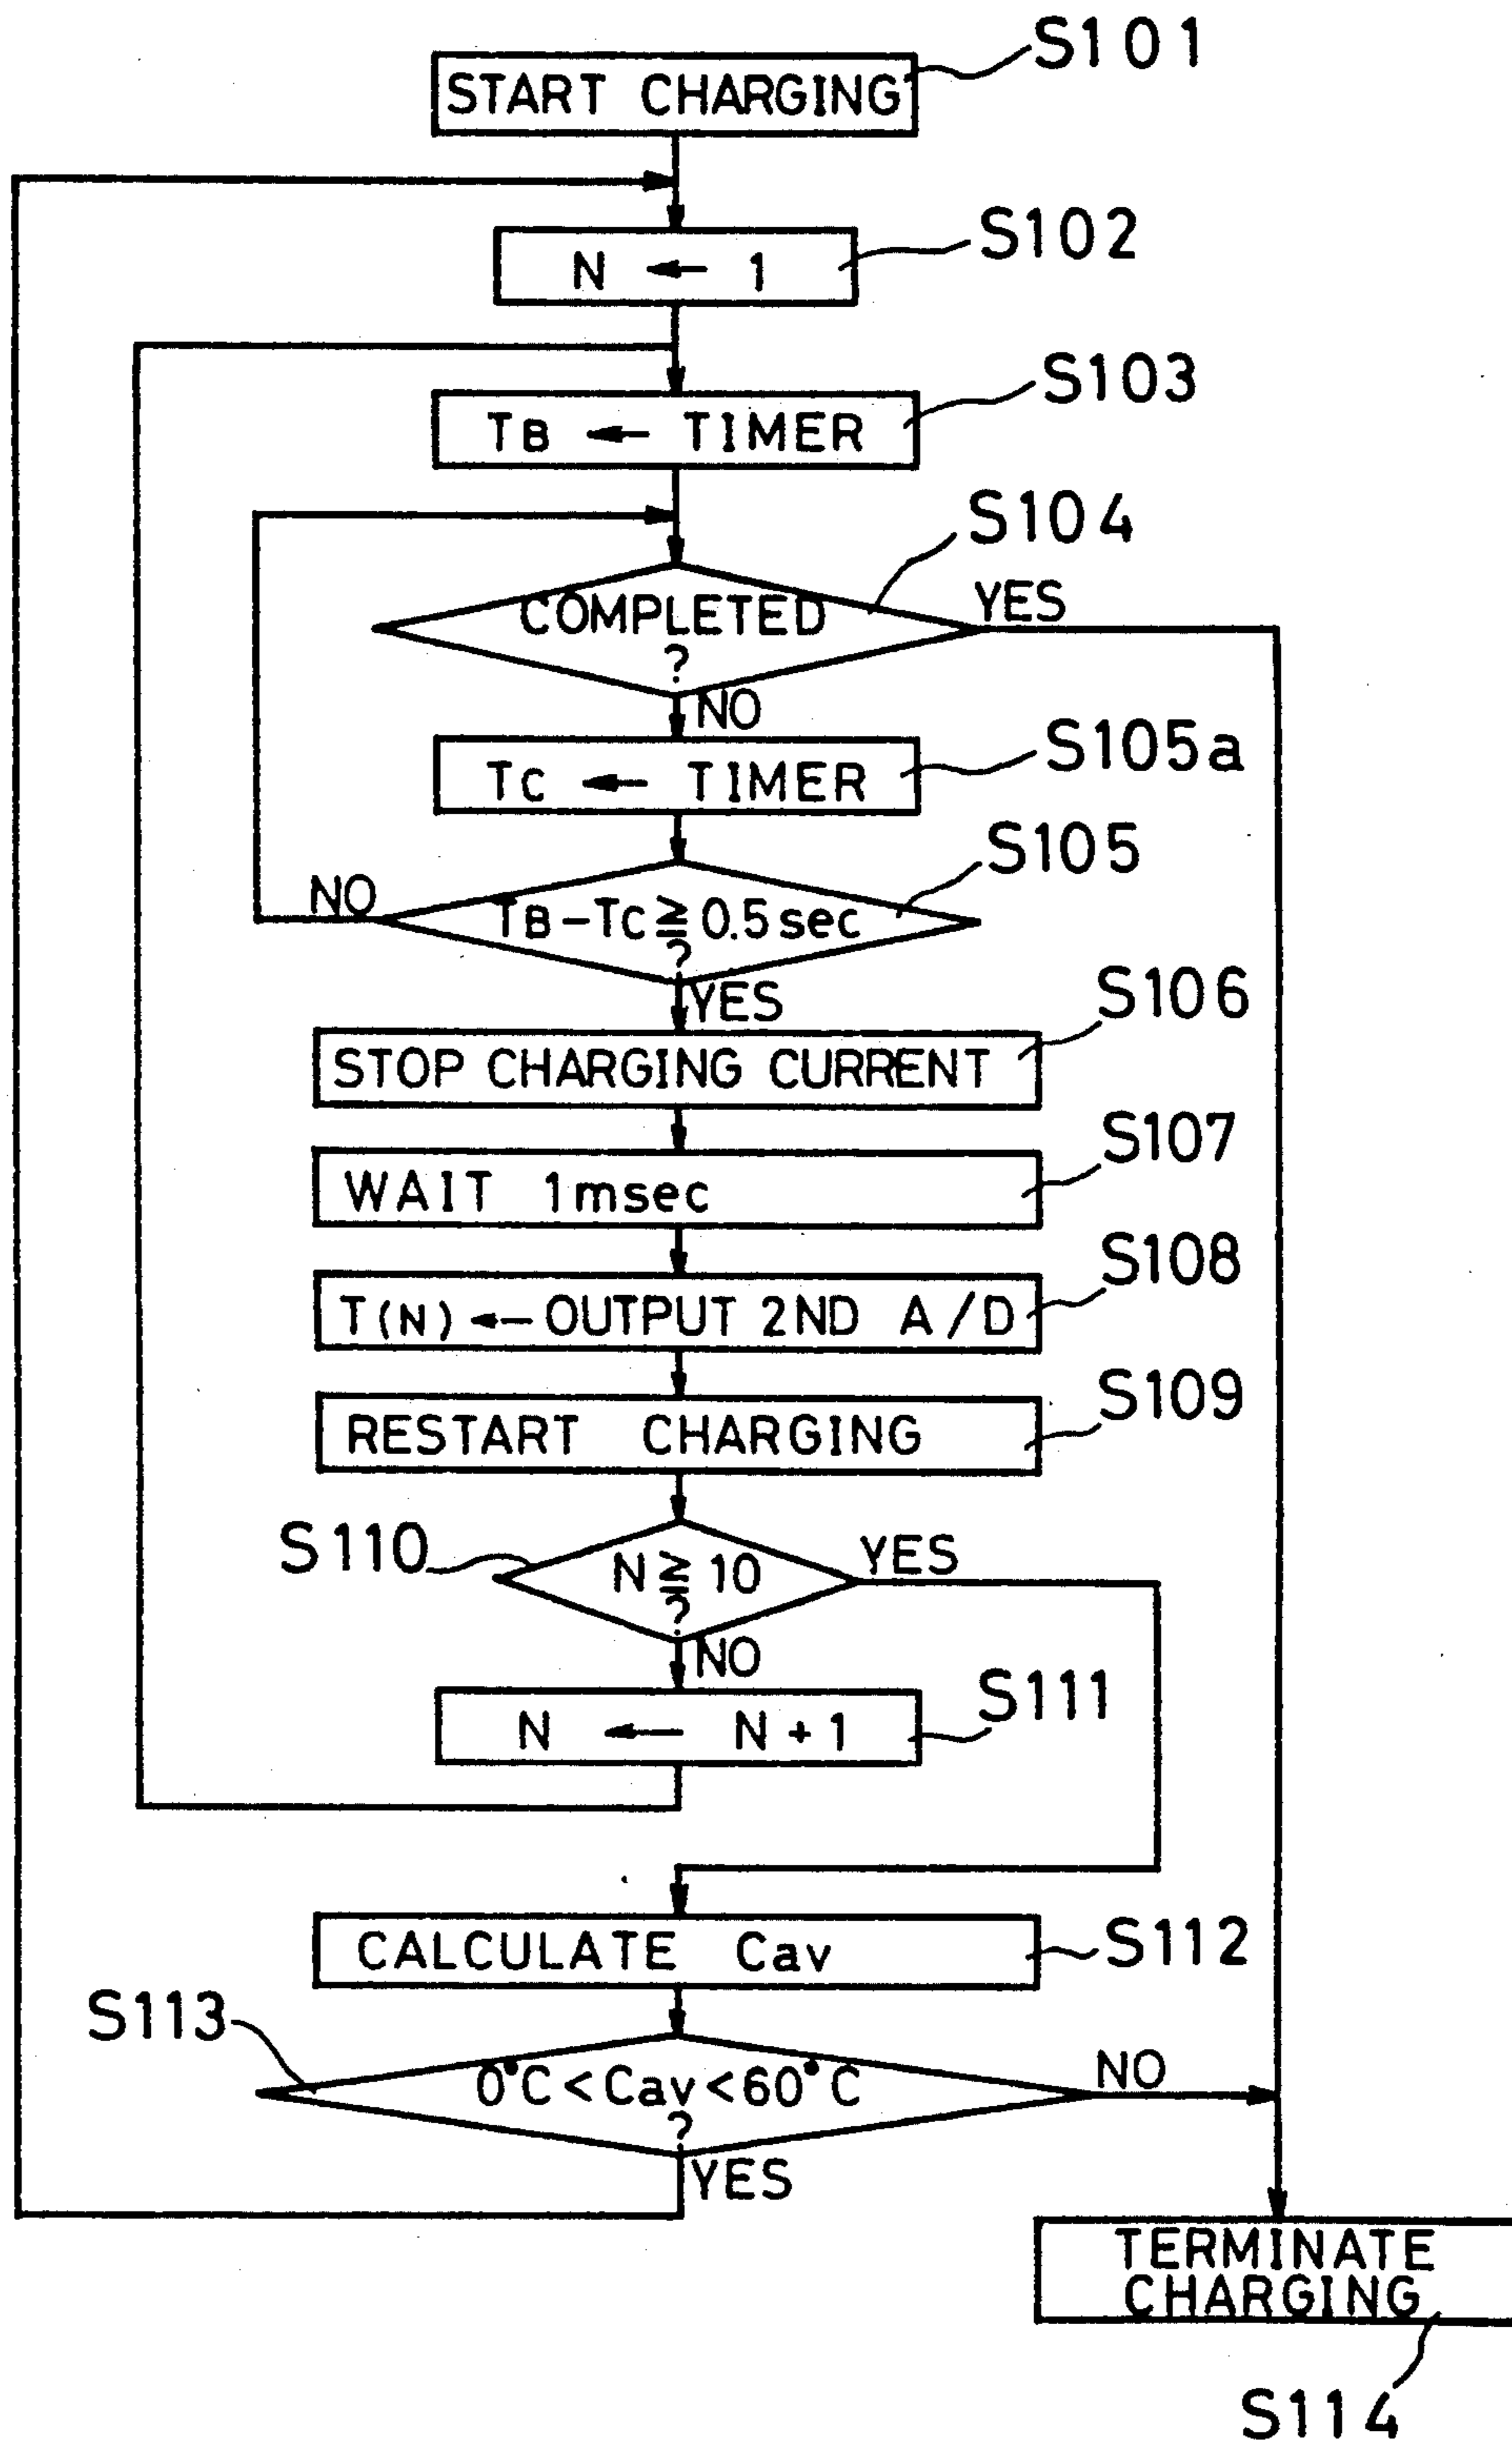 S101
START CHARGING
S102
N ← 1
S103
TB ← TIMER
S104
COMPLETED
?
YES
NO
S105a
TC ← TIMER
S105
TB-TC≧0.5sec
?
NO
YES
S106
STOP CHARGING CURRENT
S107
WAIT 1msec
S108
T(N) ← OUTPUT 2ND A/D
S109
RESTART CHARGING
S110
N≧10
?
YES
NO
S111
N ← N+1
S112
CALCULATE Cav
S113
0°C<Cav<60°C
?
NO
YES
TERMINATE
CHARGING
S114